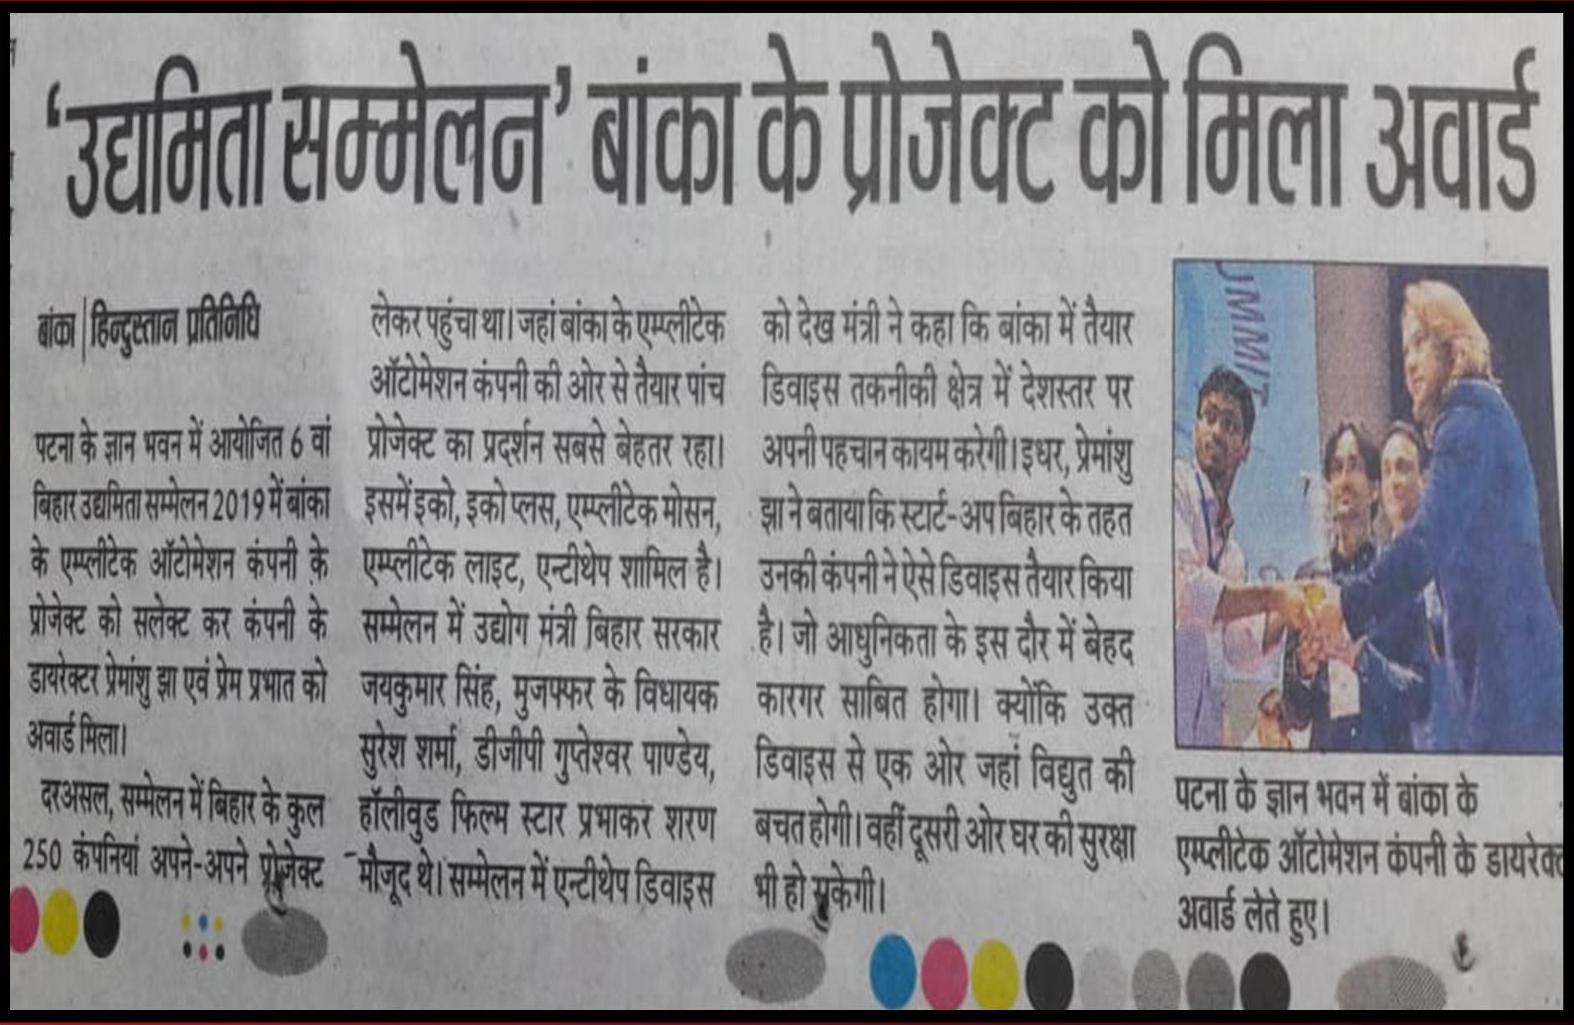 ‘उद्यमिता सम्मेलन’ बांका के प्रोजेक्ट को मिला अवार्ड
बांका | हिन्दुस्तान प्रतिनिधि
पटना के ज्ञान भवन में आयोजित 6 वां
बिहार उद्यमिता सम्मेलन 2019 में बांका
के एम्प्लीटेक ऑटोमेशन कंपनी के
प्रोजेक्ट को सलेक्ट कर कंपनी के
डायरेक्टर प्रेमांशु झा एवं प्रेम प्रभात को
अवार्ड मिला।
दरअसल, सम्मेलन में बिहार के कुल
250 कंपनियां अपने-अपने प्रोजेक्ट
लेकर पहुंचा था। जहां बांका के एम्प्लीटेक
ऑटोमेशन कंपनी की ओर से तैयार पांच
प्रोजेक्ट का प्रदर्शन सबसे बेहतर रहा।
इसमें इको, इको प्लस, एम्प्लीटेक मोसन,
एम्प्लीटेक लाइट, एन्टीथेप शामिल है।
सम्मेलन में उद्योग मंत्री बिहार सरकार
जयकुमार सिंह, मुजफ्फर के विधायक
सुरेश शर्मा, डीजीपी गुप्तेश्वर पाण्डेय,
हॉलीवुड फिल्म स्टार प्रभाकर शरण
मौजूद थे। सम्मेलन में एन्टीथेप डिवाइस
को देख मंत्री ने कहा कि बांका में तैयार
डिवाइस तकनीकी क्षेत्र में देशस्तर पर
अपनी पहचान कायम करेगी। इधर, प्रेमांशु
झा ने बताया कि स्टार्ट-अप बिहार के तहत
उनकी कंपनी ने ऐसे डिवाइस तैयार किया
है। जो आधुनिकता के इस दौर में बेहद
कारगर साबित होगा। क्योंकि उक्त
डिवाइस से एक ओर जहां विद्युत की
बचत होगी। वहीं दूसरी ओर घर की सुरक्षा
भी हो सकेगी।
UMMIT
पटना के ज्ञान भवन में बांका के
एम्प्लीटेक ऑटोमेशन कंपनी के डायरेक्ट
अवार्ड लेते हुए।